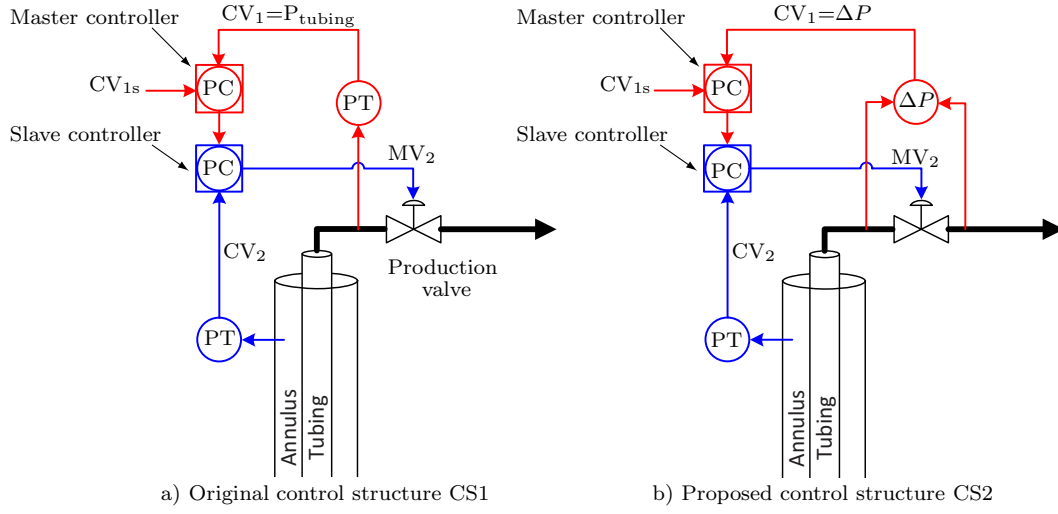 Master controller
CV1=Ptubing
PC
CV1s
PT
Slave controller
PC
MV2
CV2
Production
valve
PT
Annulus
Tubing
a) Original control structure CS1
Master controller
CV1=ΔP
PC
CV1s
ΔP
Slave controller
PC
MV2
CV2
PT
Annulus
Tubing
b) Proposed control structure CS2